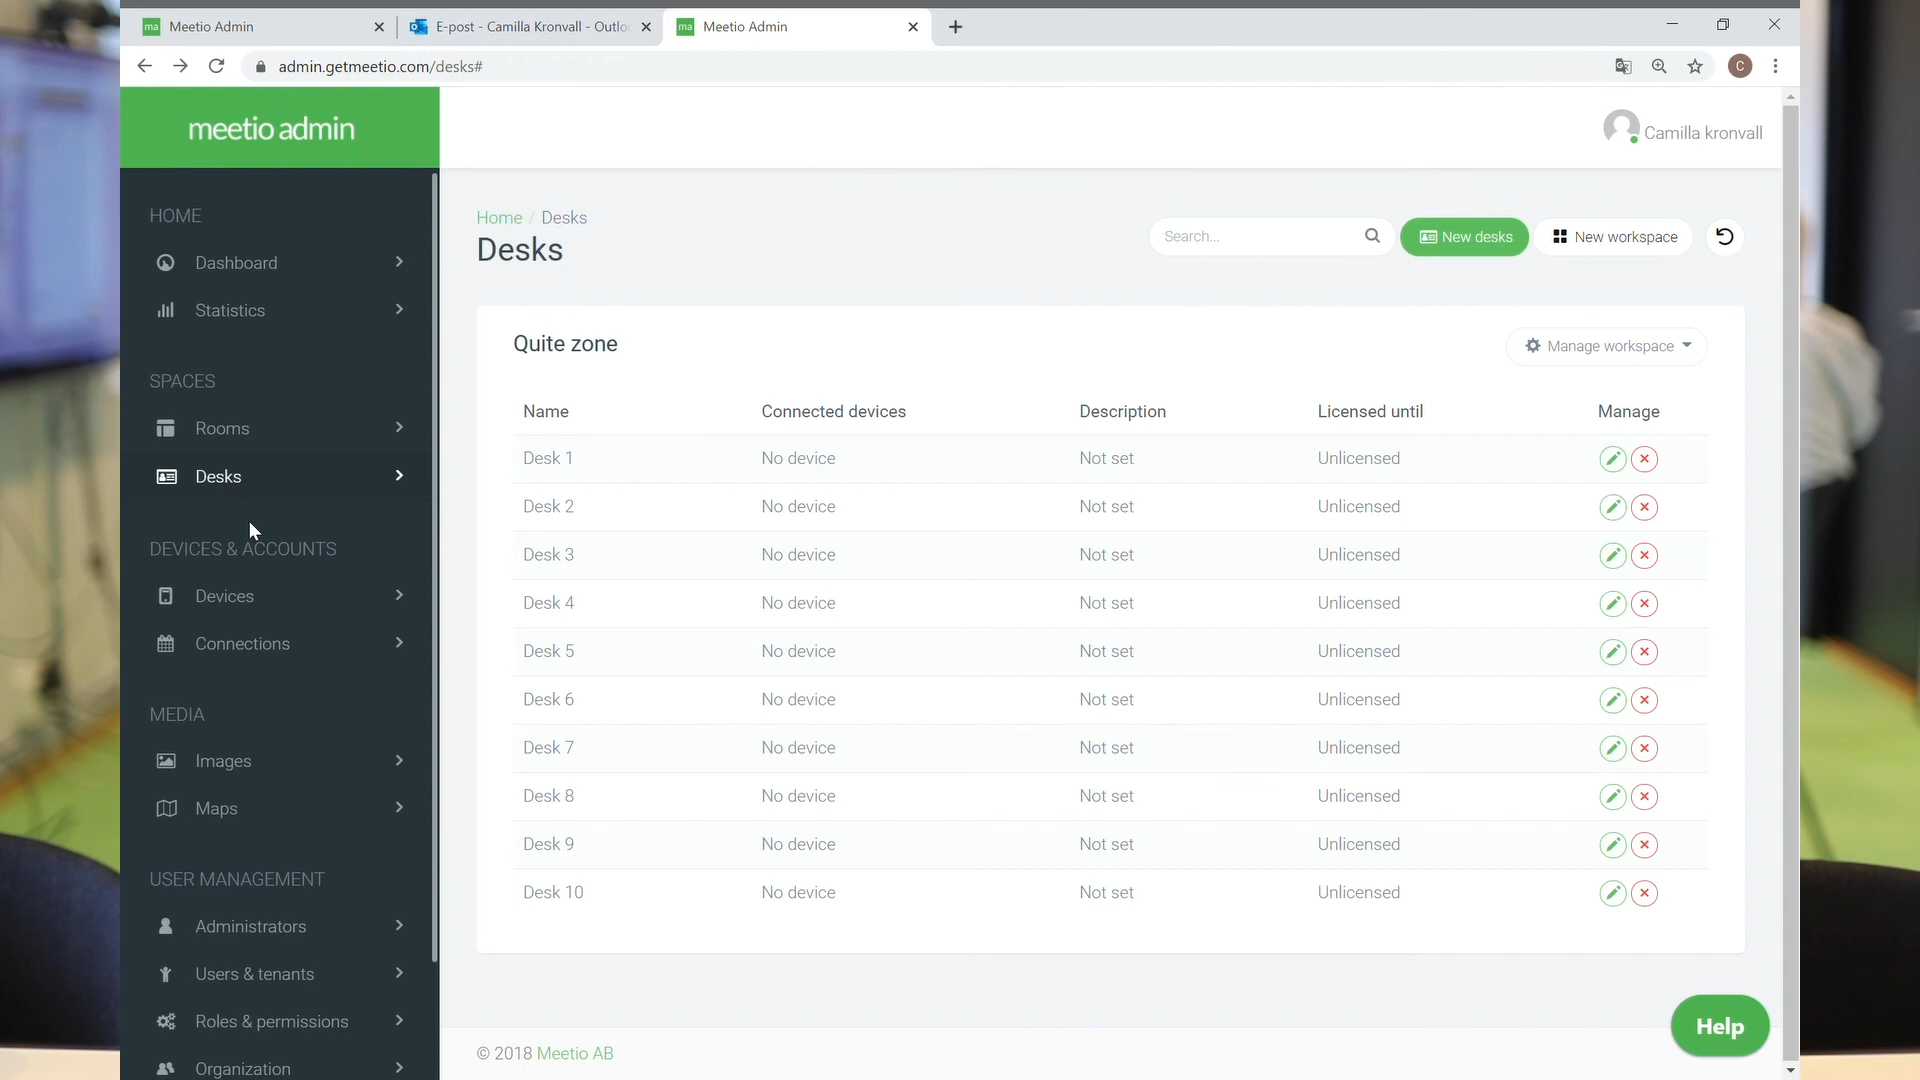 Meetio Admin
E-post - Camilla Kronvall - Outlo
Meetio Admin
admin.getmeetio.com/desks#
C
meetio admin
Camilla kronvall
HOME
Dashboard
Statistics
SPACES
Rooms
Desks
DEVICES & ACCOUNTS
Devices
Connections
MEDIA
Images
Maps
USER MANAGEMENT
Administrators
Users & tenants
Roles & permissions
Organization
Home / Desks
Desks
Search...
New desks
New workspace
Quite zone
Manage workspace
Name Connected devices Description Licensed until Manage
Desk 1 No device Not set Unlicensed
Desk 2 No device Not set Unlicensed
Desk 3 No device Not set Unlicensed
Desk 4 No device Not set Unlicensed
Desk 5 No device Not set Unlicensed
Desk 6 No device Not set Unlicensed
Desk 7 No device Not set Unlicensed
Desk 8 No device Not set Unlicensed
Desk 9 No device Not set Unlicensed
Desk 10 No device Not set Unlicensed
Help
© 2018 Meetio AB